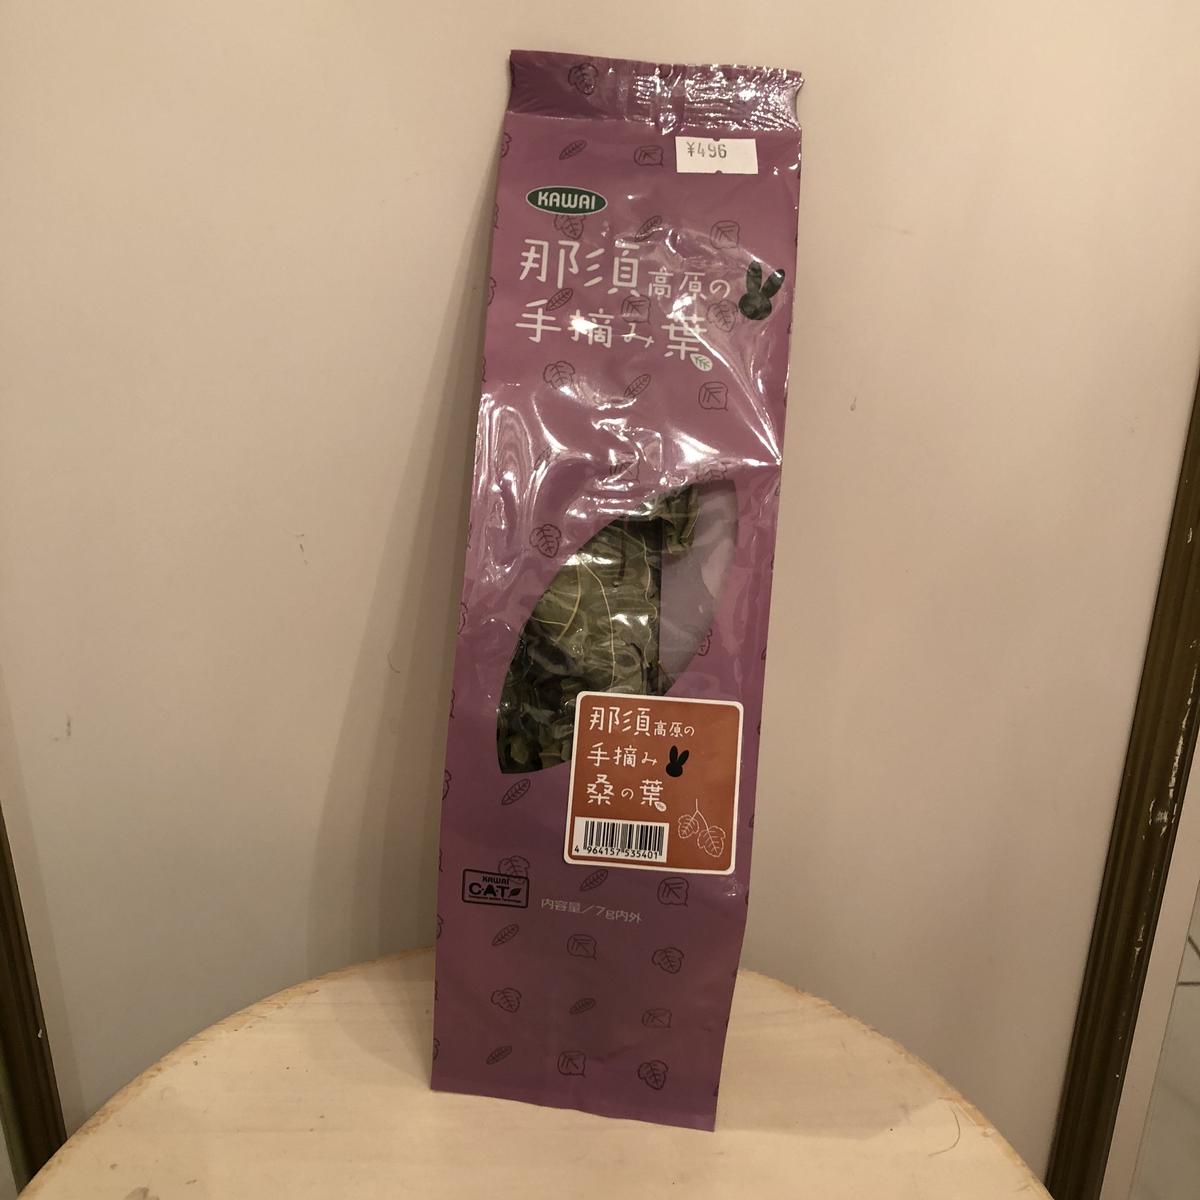 ¥496
KAWAI
那須高原の
手摘み葉
那須高原の
手摘み
桑の葉
4 964157 535401
KAWAI
C・A・T
内容量/7g内外